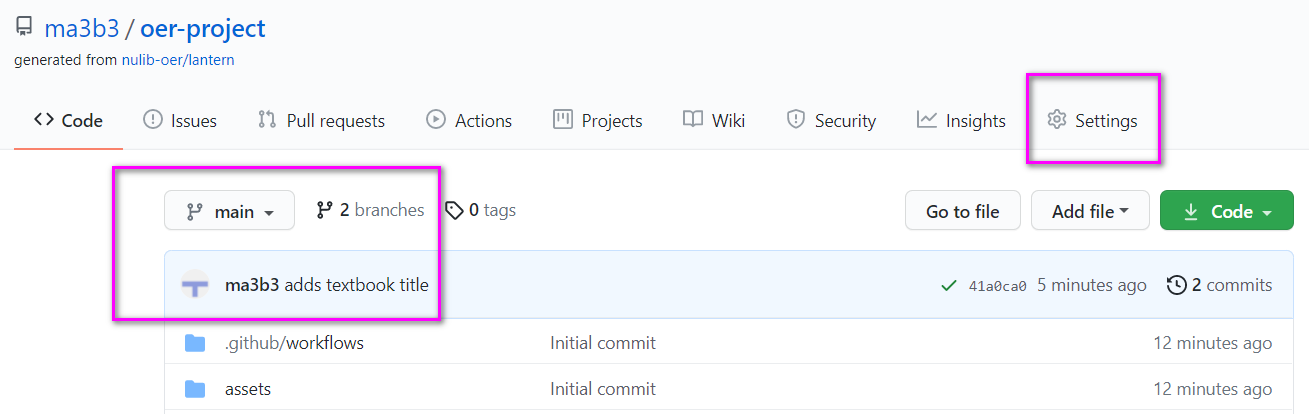 ma3b3 / oer-project
generated from nulib-oer/lantern
Code Issues Pull requests Actions Projects Wiki Security Insights Settings
main 2 branches 0 tags Go to file Add file Code
ma3b3 adds textbook title 41a0ca0 5 minutes ago 2 commits
.github/workflows Initial commit 12 minutes ago
assets Initial commit 12 minutes ago